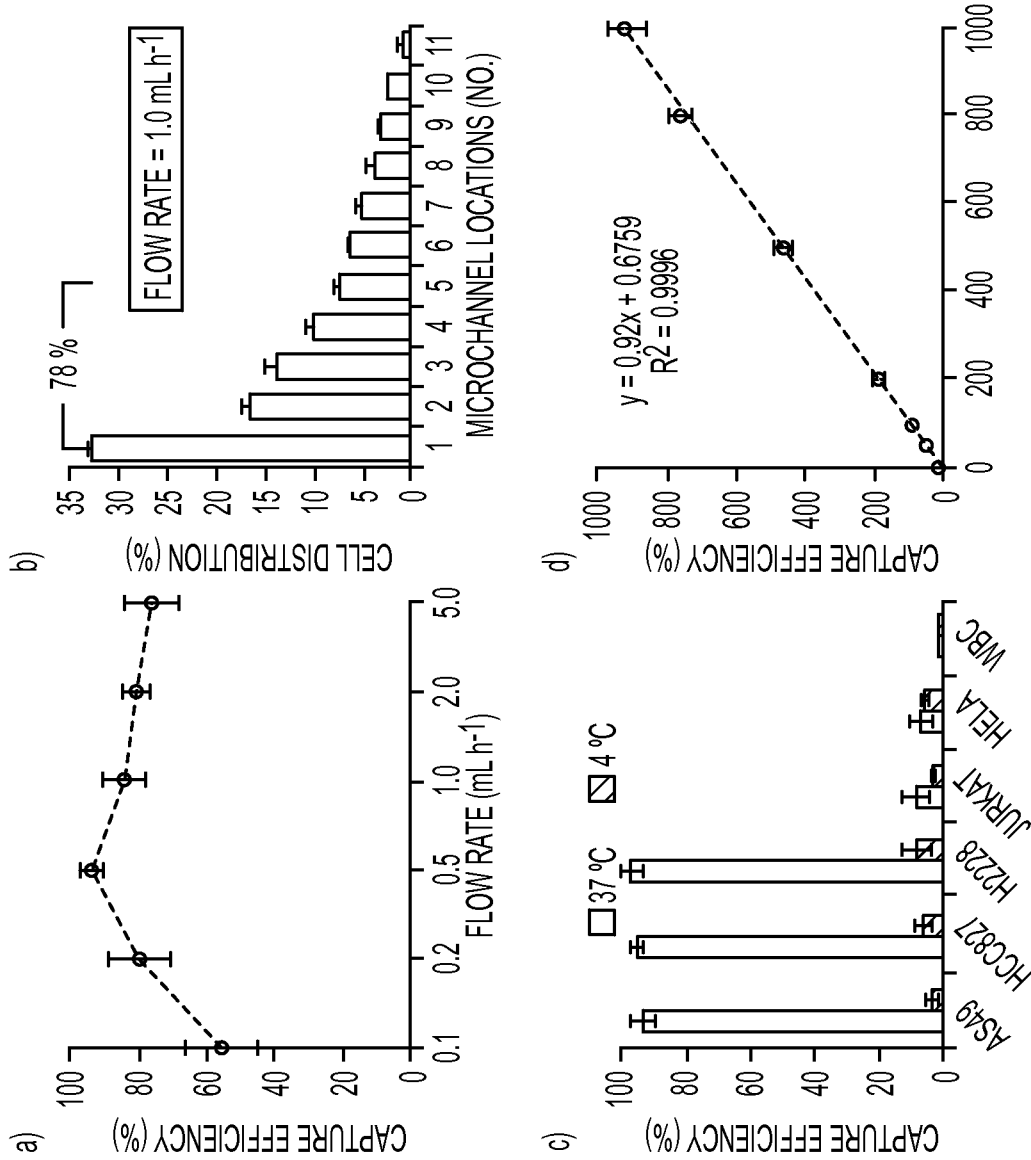 a)
CAPTURE EFFICIENCY (%)
100
80
60
40
20
0
0.1
0.2
0.5
1.0
2.0
5.0
FLOW RATE (mL h-1)
b)
CELL DISTRIBUTION (%)
35
30
25
20
15
10
5
0
78 %
FLOW RATE = 1.0 mL h-1
1
2
3
4
5
6
7
8
9
10
11
MICROCHANNEL LOCATIONS (NO.)
c)
CAPTURE EFFICIENCY (%)
100
80
60
40
20
0
37 ºC
4 ºC
AS49
HCC827
H2228
JURKAT
HELA
WBC
d)
CAPTURE EFFICIENCY (%)
1000
800
600
400
200
0
y = 0.92x + 0.6759
R2 = 0.9996
0
200
400
600
800
1000